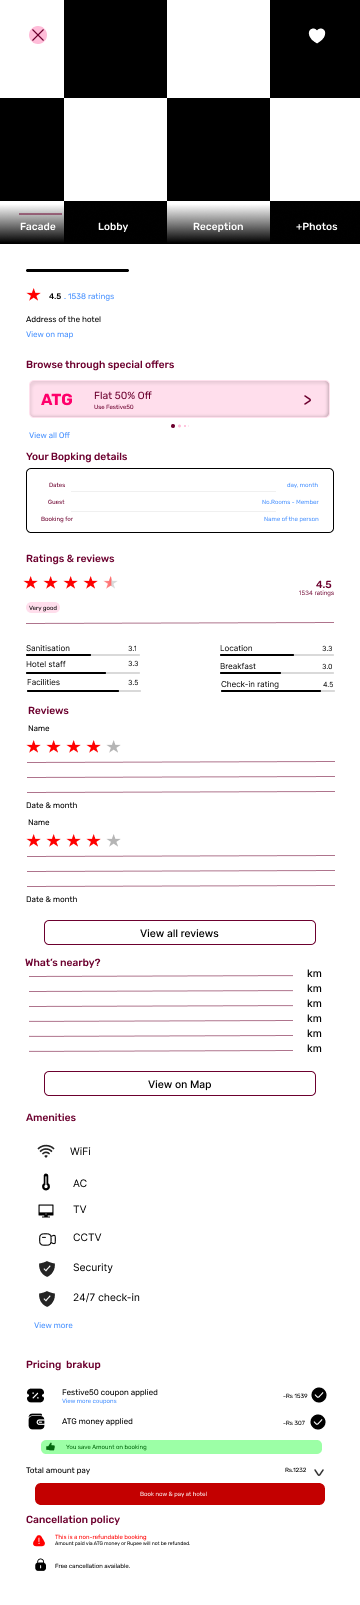 Facade Lobby Reception +Photos
4.5 . 1538 ratings
Address of the hotel
View on map
Browse through special offers
ATG Flat 50% Off
Use Festive50
View all Off
Your Bopking details
Dates day, month
Guest No.Rooms - Member
Booking for Name of the person
Ratings & reviews
4.5
1534 ratings
Very good
Sanitisation 3.1 Location 3.3
Hotel staff 3.3 Breakfast 3.0
Facilities 3.5 Check-in rating 4.5
Reviews
Name
Date & month
Name
Date & month
View all reviews
What's nearby?
km
km
km
km
km
km
View on Map
Amenities
WiFi
AC
TV
CCTV
Security
24/7 check-in
View more
Pricing brakup
Festive50 coupon applied -Rs 1539
View more coupons
ATG money applied -Rs 307
You save Amount on booking
Total amount pay Rs.1232
Book now & pay at hotel
Cancellation policy
This is a non-refundable booking
Amount paid via ATG money or Rupee will not be refunded.
Free cancellation available.